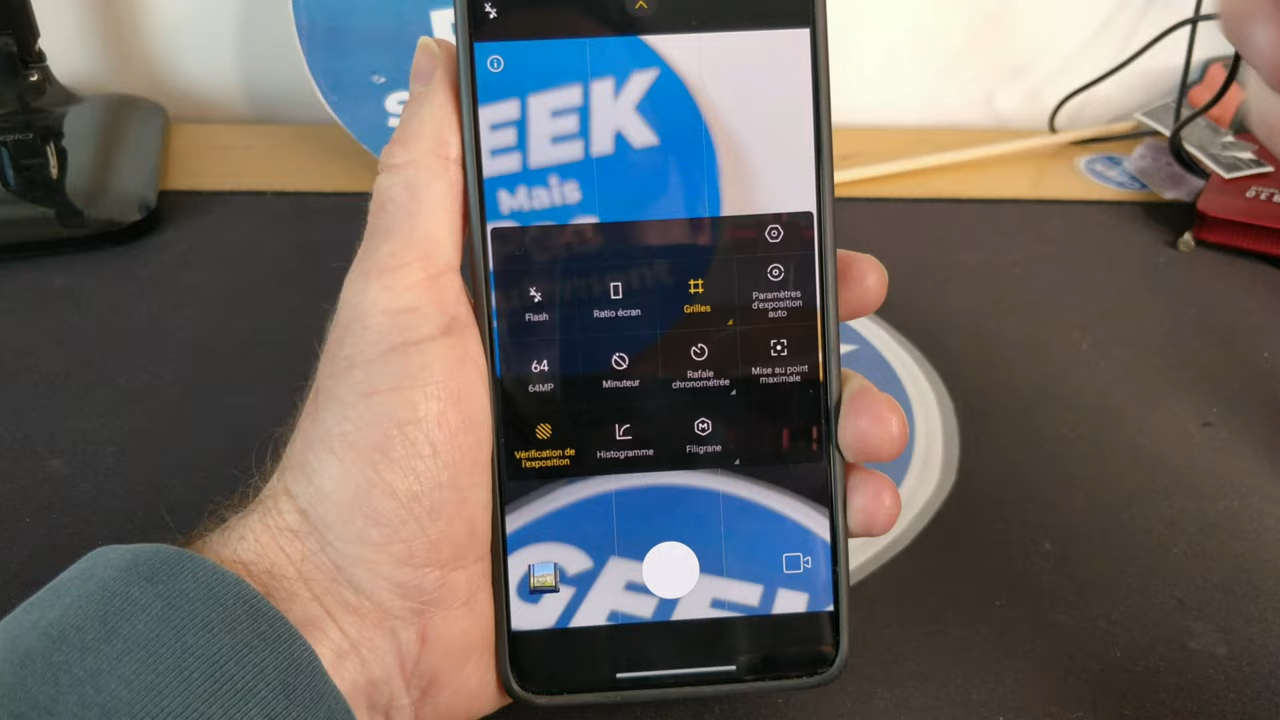 EEK
Mais
Flash
Ratio écran
Grilles
Paramètres
d'exposition
auto
64
64MP
Minuteur
Rafale
chronométrée
Mise au point
maximale
Vérification de
l'exposition
Histogramme
M
Filigrane
GEEK